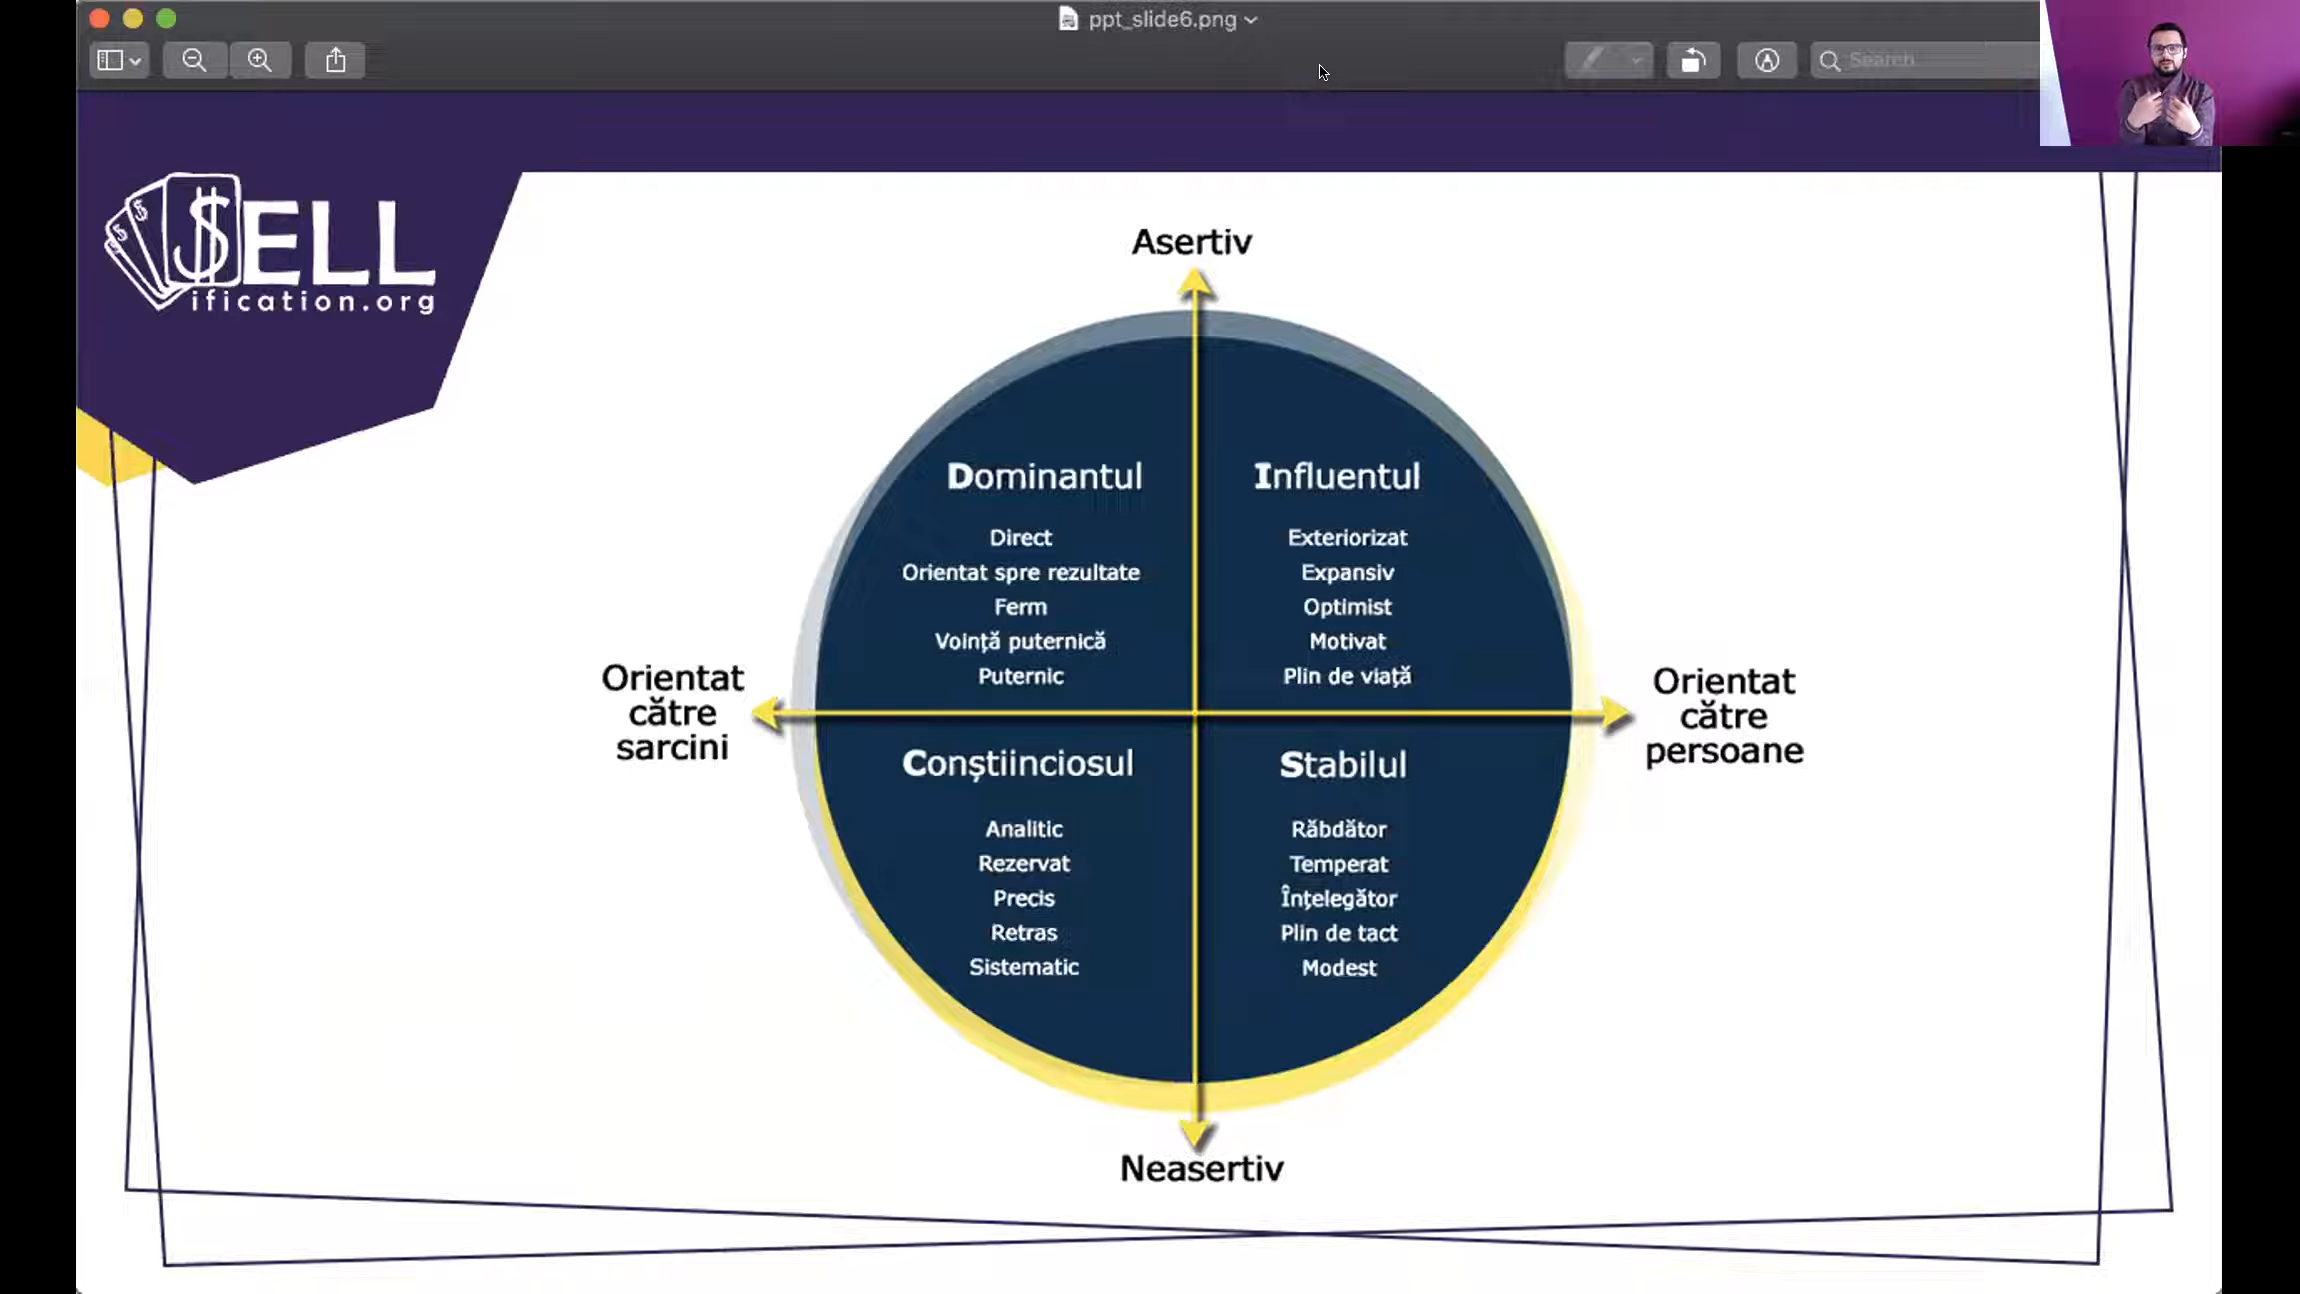 ppt_slide6.png
Search
$ELL
ification.org
Asertiv
Dominantul
Direct
Orientat spre rezultate
Ferm
Voință puternică
Puternic
Influentul
Exteriorizat
Expansiv
Optimist
Motivat
Plin de viață
Orientat
către
sarcini
Orientat
către
persoane
Conștiinciosul
Analitic
Rezervat
Precis
Retras
Sistematic
Stabilul
Răbdător
Temperat
Înțelegător
Plin de tact
Modest
Neasertiv